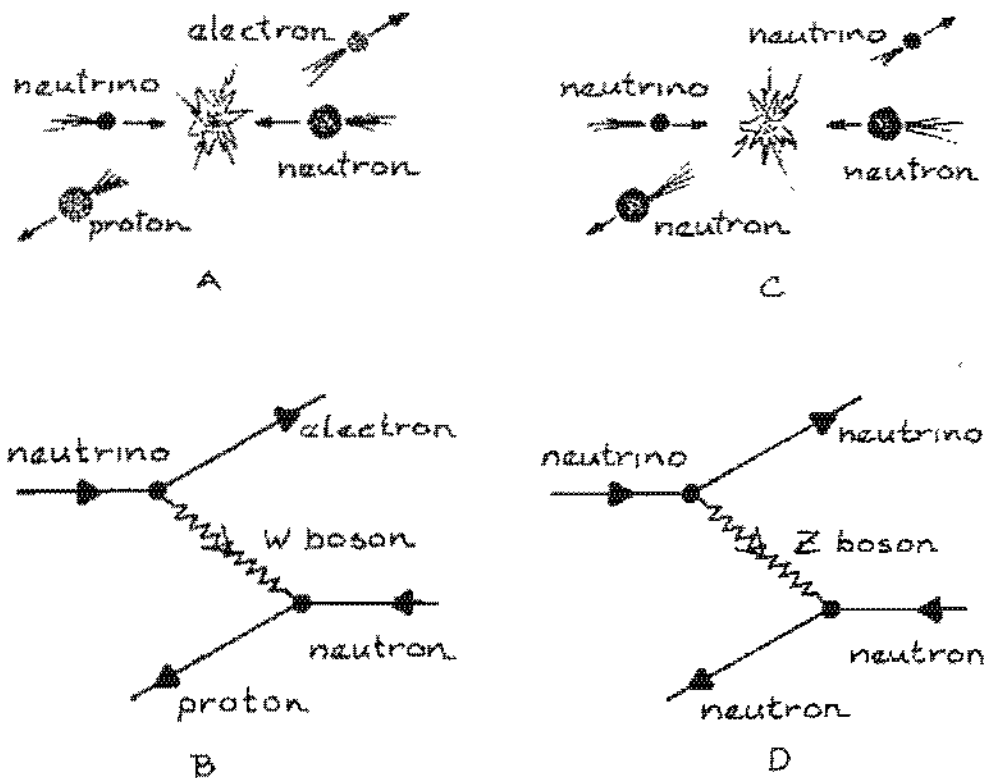 electron
neutrino
neutron
proton
A
neutrino
neutrino
neutron
neutron
C
electron
neutrino
W boson
neutron
proton
B
neutrino
neutrino
Z boson
neutron
neutron
D